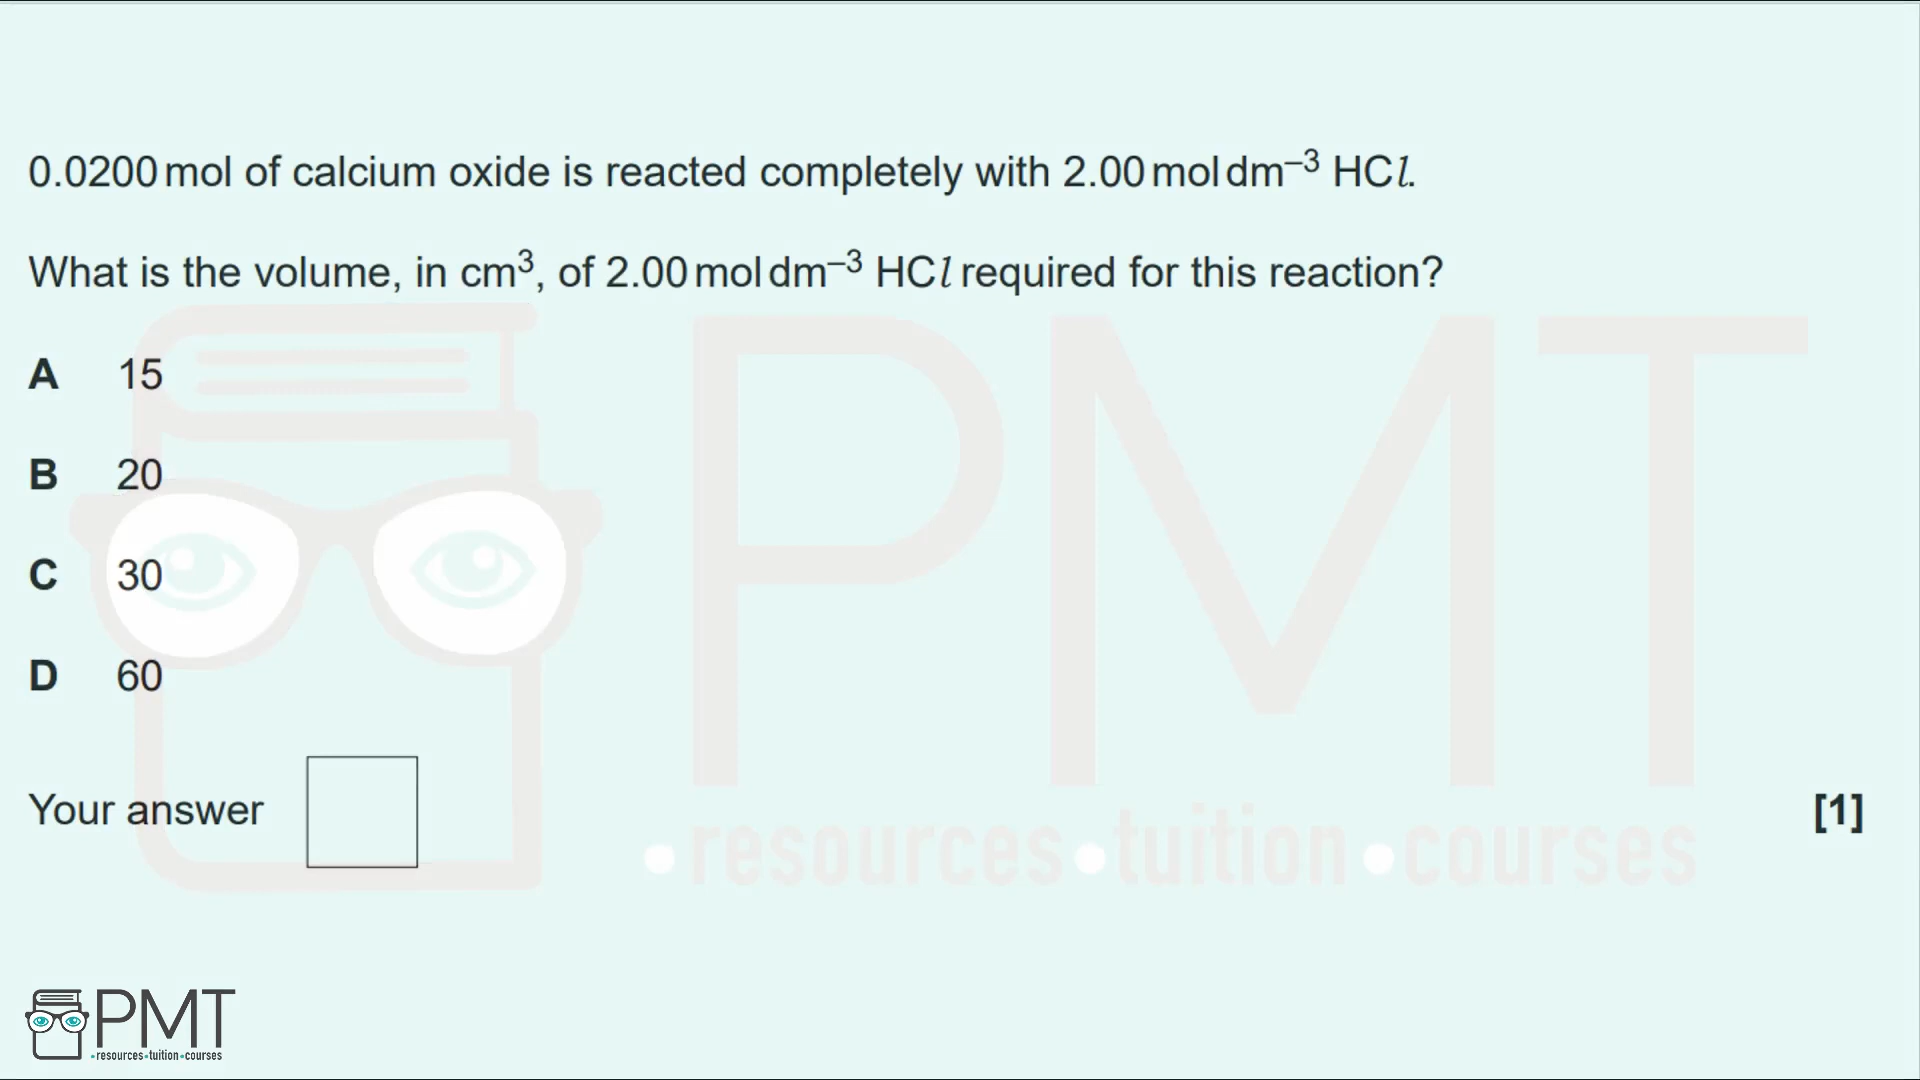 0.0200 mol of calcium oxide is reacted completely with 2.00 mol dm⁻³ HCl.
What is the volume, in cm³, of 2.00 mol dm⁻³ HCl required for this reaction?
A 15
B 20
C 30
D 60
Your answer
[1]
PMT
•resources•tuition•courses
PMT
•resources•tuition•courses